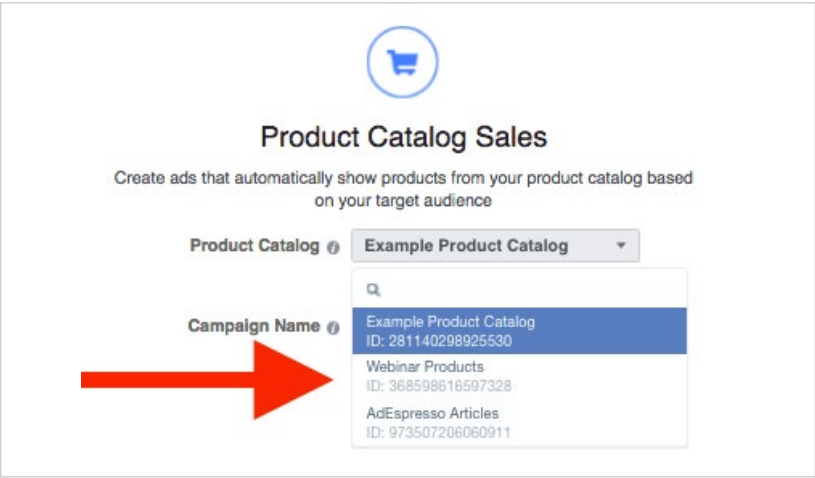 Product Catalog Sales
Create ads that automatically show products from your product catalog based
on your target audience
Product Catalog
Example Product Catalog
Campaign Name
Example Product Catalog
ID: 281140298925530
Webinar Products
ID: 368598616597328
AdEspresso Articles
ID: 973507206060911